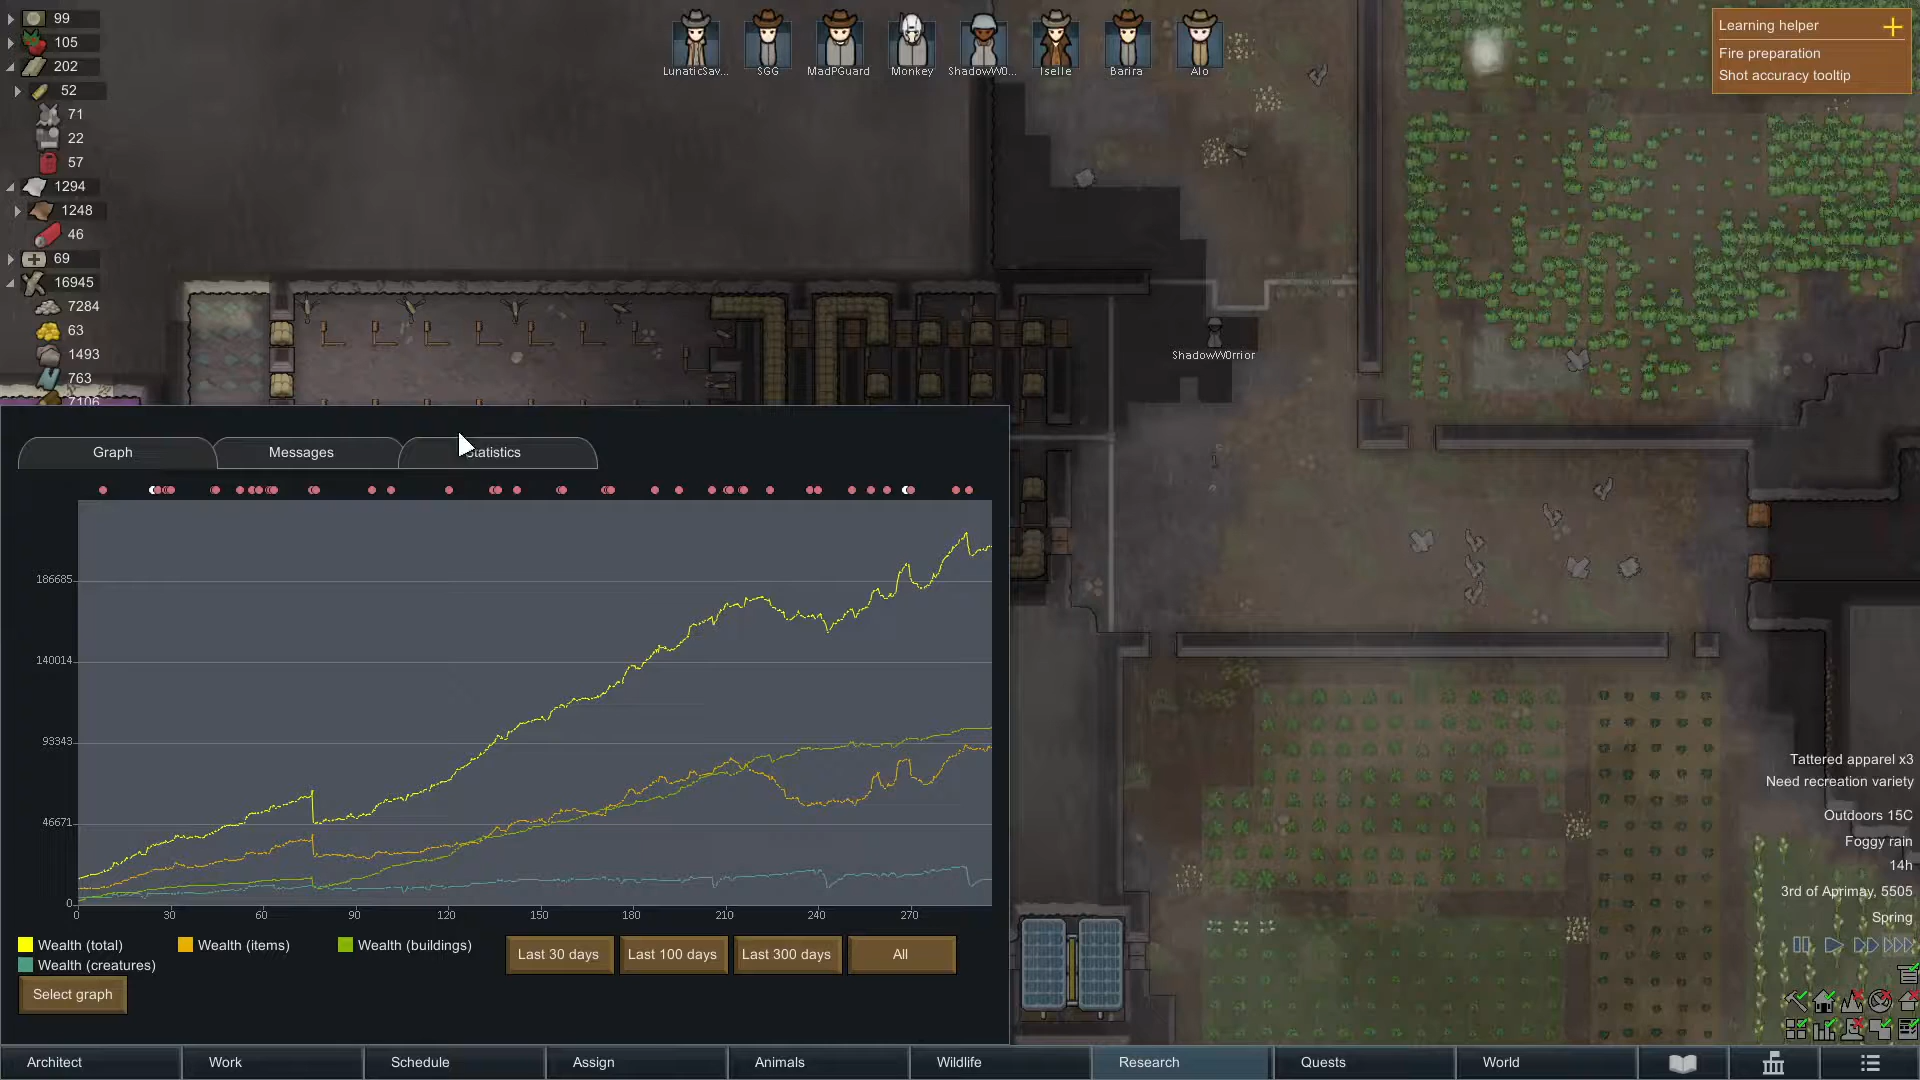 99
105
202
52
71
22
57
1294
1248
46
69
16945
7284
63
1493
763
7106
LunaticSav...
SGG
MadPGuard
Monkey
ShadowW0...
Iselle
Barira
Alo
Learning helper
Fire preparation
Shot accuracy tooltip
ShadowW0rrior
Graph
Messages
Statistics
186685
140014
93343
46671
0
0
30
60
90
120
150
180
210
240
270
Wealth (total)
Wealth (items)
Wealth (buildings)
Wealth (creatures)
Last 30 days
Last 100 days
Last 300 days
All
Select graph
Tattered apparel x3
Need recreation variety
Outdoors 15C
Foggy rain
14h
3rd of Aprimay, 5505
Spring
Architect
Work
Schedule
Assign
Animals
Wildlife
Research
Quests
World